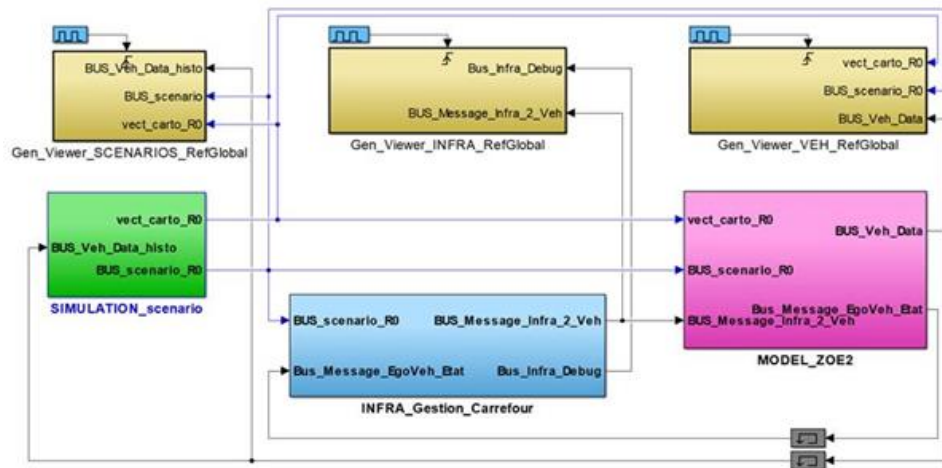 BUS_Veh_Data_histo
BUS_scenario
vect_carto_R0
Gen_Viewer_SCENARIOS_RefGlobal
Bus_Infra_Debug
BUS_Message_Infra_2_Veh
Gen_Viewer_INFRA_RefGlobal
vect_carto_R0
BUS_scenario_R0
BUS_Veh_Data
Gen_Viewer_VEH_RefGlobal
vect_carto_R0
BUS_Veh_Data_histo
BUS_scenario_R0
SIMULATION_scenario
BUS_scenario_R0
BUS_Message_Infra_2_Veh
Bus_Message_EgoVeh_Etat
Bus_Infra_Debug
INFRA_Gestion_Carrefour
vect_carto_R0
BUS_Veh_Data
BUS_scenario_R0
Bus_Message_EgoVeh_Etat
BUS_Message_Infra_2_Veh
MODEL_ZOE2